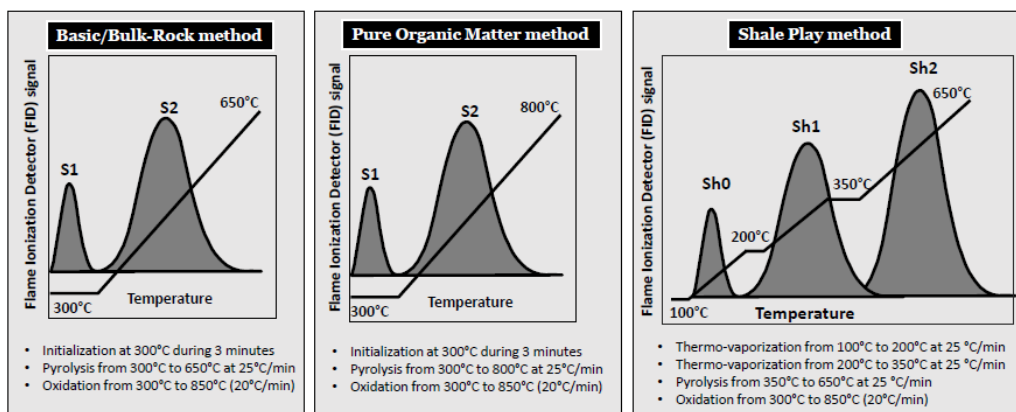 Basic/Bulk-Rock method
Flame Ionization Detector (FID) signal
S1
S2
650°C
300°C
Temperature
• Initialization at 300°C during 3 minutes
• Pyrolysis from 300°C to 650°C at 25°C/min
• Oxidation from 300°C to 850°C (20°C/min)
Pure Organic Matter method
Flame Ionization Detector (FID) signal
S1
S2
800°C
300°C
Temperature
• Initialization at 300°C during 3 minutes
• Pyrolysis from 300°C to 800°C at 25°C/min
• Oxidation from 300°C to 850°C (20°C/min)
Shale Play method
Flame Ionization Detector (FID) signal
Sh0
Sh1
Sh2
650°C
350°C
200°C
100°C
Temperature
• Thermo-vaporization from 100°C to 200°C at 25 °C/min
• Thermo-vaporization from 200°C to 350°C at 25 °C/min
• Pyrolysis from 350°C to 650°C at 25 °C/min
• Oxidation from 300°C to 850°C (20°C/min)